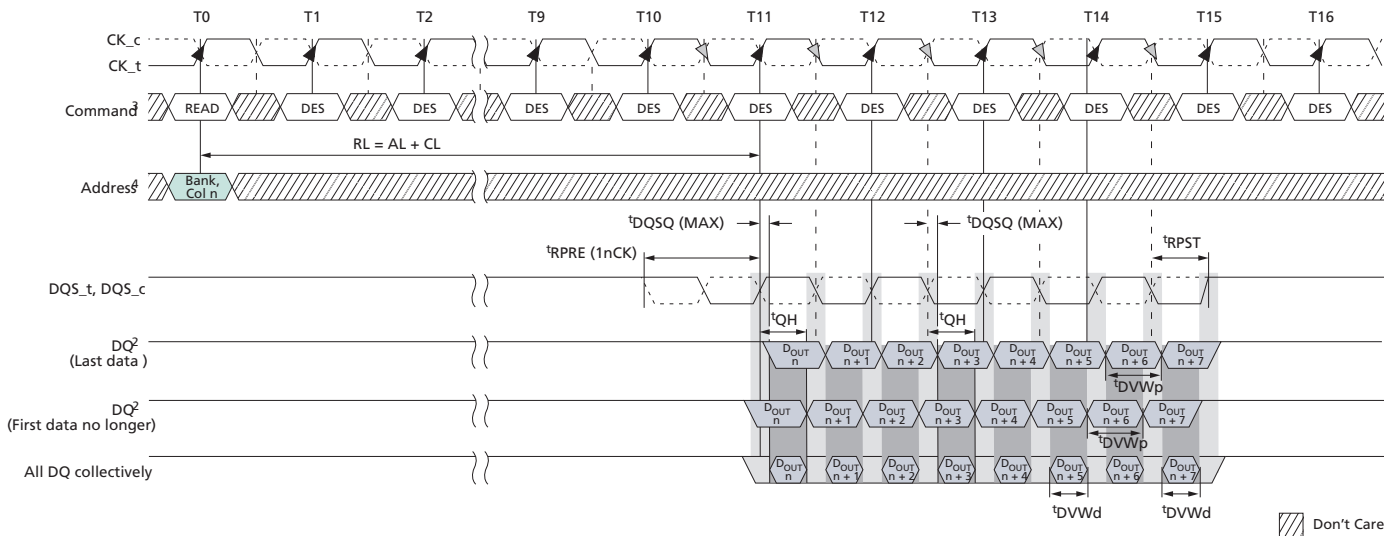 T0 T1 T2 T9 T10 T11 T12 T13 T14 T15 T16
CK_c
CK_t
Command3 READ DES DES DES DES DES DES DES DES DES DES
RL = AL + CL
Address4 Bank,
Col n
tDQSQ (MAX) tDQSQ (MAX)
tRPRE (1nCK) tRPST
DQS_t, DQS_c
tQH tQH
DQ2
(Last data )
DOUT DOUT DOUT DOUT DOUT DOUT DOUT DOUT
n n + 1 n + 2 n + 3 n + 4 n + 5 n + 6 n + 7
tDVWp
DQ2
(First data no longer)
DOUT DOUT DOUT DOUT DOUT DOUT DOUT DOUT
n n + 1 n + 2 n + 3 n + 4 n + 5 n + 6 n + 7
tDVWp
All DQ collectively
DOUT DOUT DOUT DOUT DOUT DOUT DOUT DOUT
n n + 1 n + 2 n + 3 n + 4 n + 5 n + 6 n + 7
tDVWd tDVWd
Don't Care